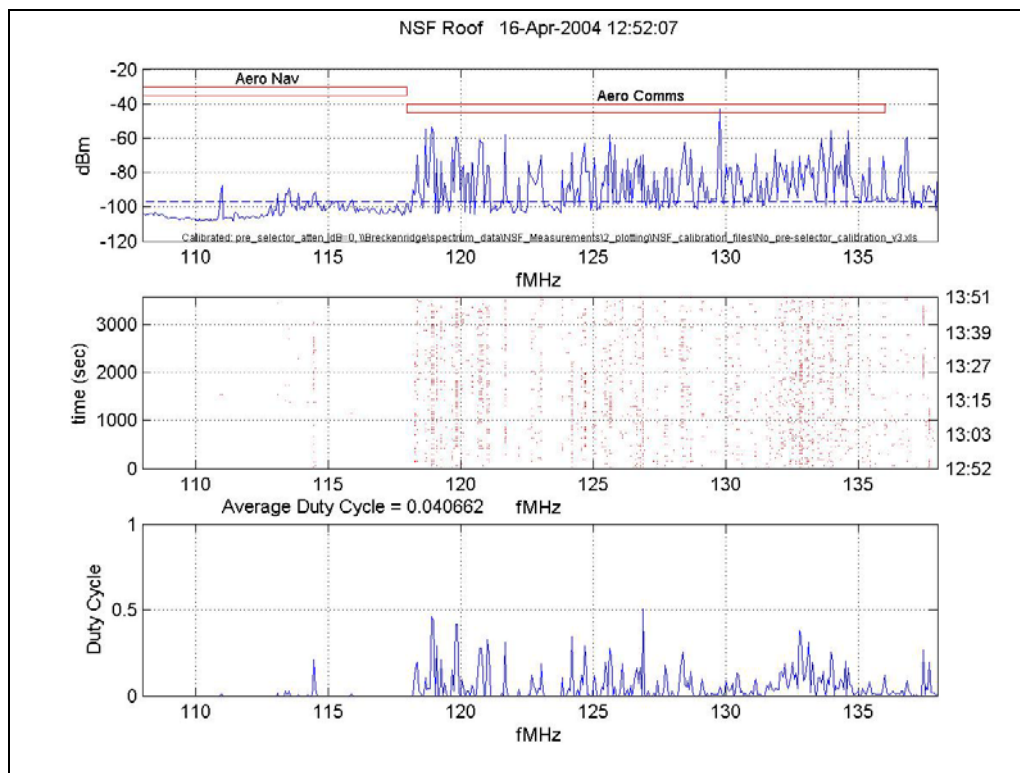 NSF Roof 16-Apr-2004 12:52:07
-20
-40
-60
-80
-100
-120
dBm
Aero Nav
Aero Comms
Calibrated: pre_selector_atten_dB=0, \\Breckenridge\spectrum_data\NSF_Measurements\2_plotting\NSF_calibration_files\No_pre-selector_calibration_v3.xls
110 115 120 125 130 135
fMHz
3000
2000
1000
0
time (sec)
13:51
13:39
13:27
13:15
13:03
12:52
110 115 120 125 130 135
Average Duty Cycle = 0.040662 fMHz
1
0.5
0
Duty Cycle
110 115 120 125 130 135
fMHz